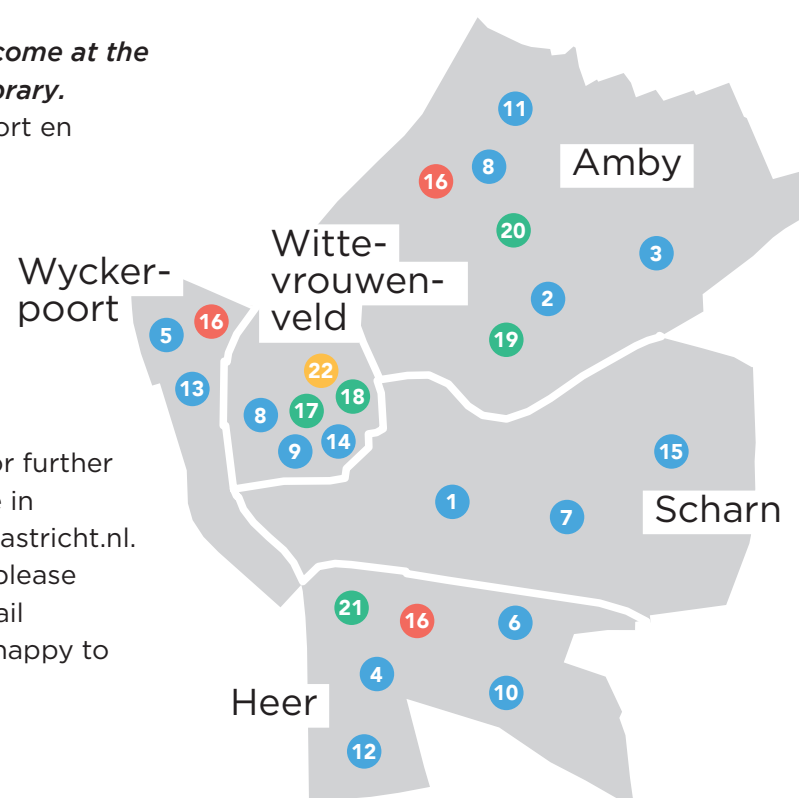 come at the
brary.
ort en
or further
e in
astricht.nl.
please
ail
happy to
11
Amby
8
16
20
3
2
19
Witte-
vrouwen-
veld
Wycker-
poort
16
5
13
22
18
17
8
14
9
15
1
7
Scharn
21
16
6
4
10
Heer
12